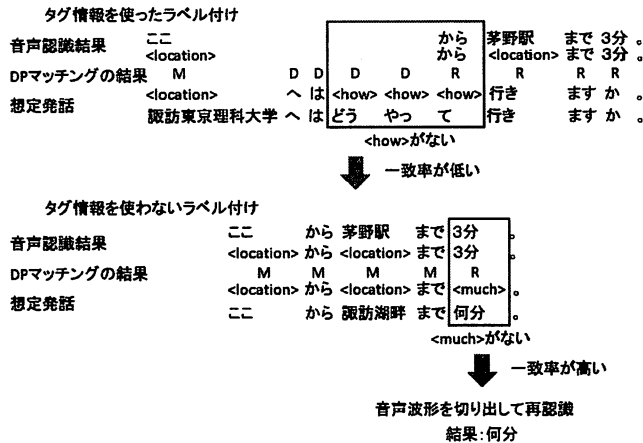 タグ情報を使ったラベル付け
音声認識結果 ここ から 茅野駅 まで 3分 。
<location> から <location> まで 3分 。
DPマッチングの結果 M D D D D R R R R
想定発話 <location> へ は <how> <how> <how> 行き ます か 。
諏訪東京理科大学 へ は どう やっ て 行き ます か 。
<how>がない
一致率が低い
タグ情報を使わないラベル付け
音声認識結果 ここ から 茅野駅 まで 3分 。
<location> から <location> まで 3分 。
DPマッチングの結果 M M M M R
想定発話 <location> から <location> まで <much> 。
ここ から 諏訪湖畔 まで 何分 。
<much>がない
一致率が高い
音声波形を切り出して再認識
結果:何分